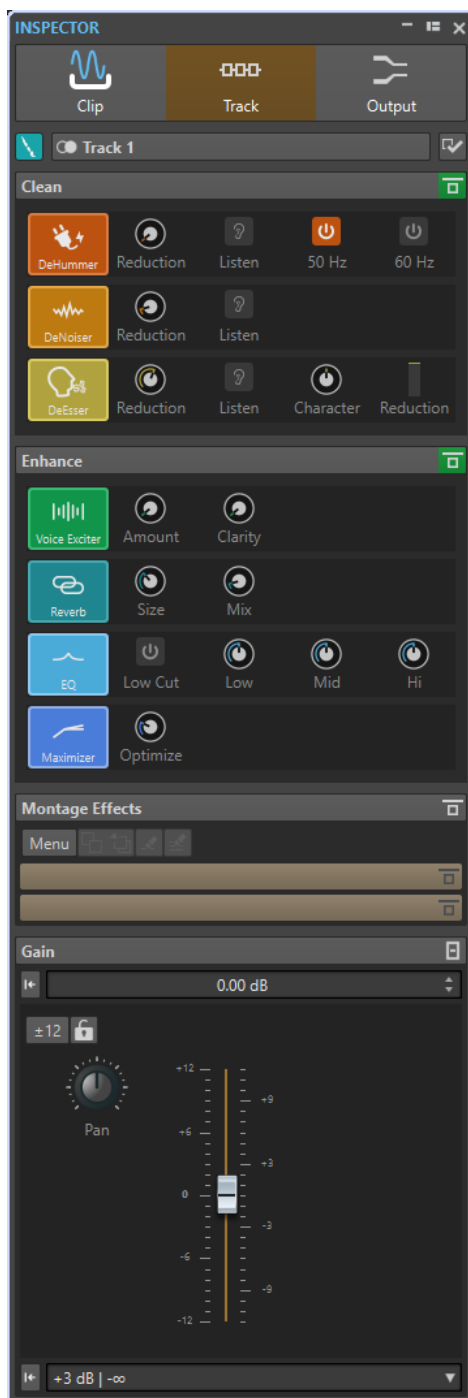 INSPECTOR
Clip Track Output
Track 1
Clean
DeHummer Reduction Listen 50 Hz 60 Hz
DeNoiser Reduction Listen
DeEsser Reduction Listen Character Reduction
Enhance
Voice Exciter Amount Clarity
Reverb Size Mix
EQ Low Cut Low Mid Hi
Maximizer Optimize
Montage Effects
Menu
Gain
0.00 dB
±12
Pan
+12
+9
+6
+3
0
-3
-6
-9
-12
+3 dB | -∞